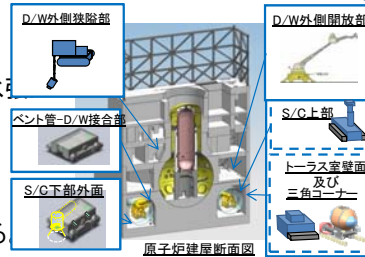 D/W外側狭隘部
D/W外側開放部
ベント管-D/W接合部
S/C上部
S/C下部外面
トーラス室壁面
及び
三角コーナー
る。
原子炉建屋断面図